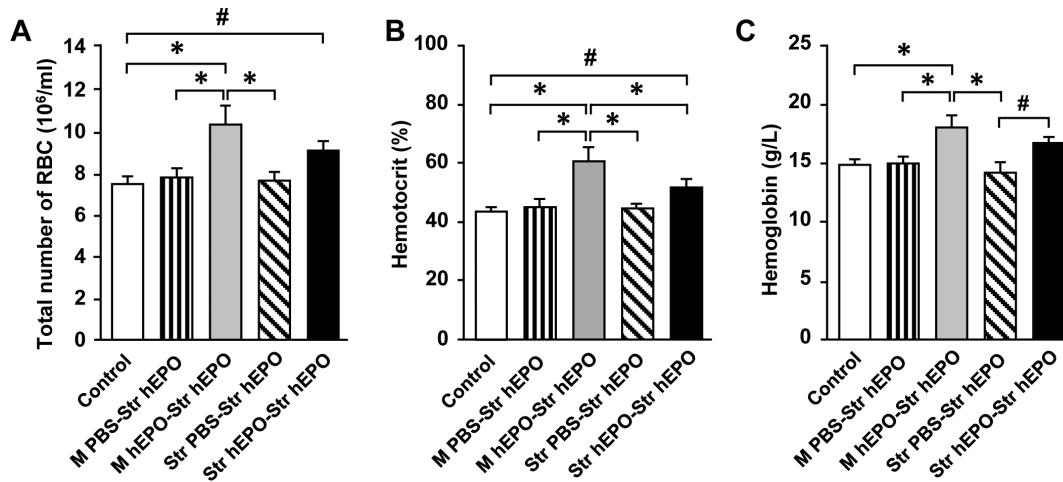 A
Total number of RBC (10⁶/ml)
14
12
10
8
6
4
2
0
#
*
*
*
Control
M PBS-Str hEPO
M hEPO-Str hEPO
Str PBS-Str hEPO
Str hEPO-Str hEPO
B
Hemotocrit (%)
100
80
60
40
20
0
#
*
*
*
*
Control
M PBS-Str hEPO
M hEPO-Str hEPO
Str PBS-Str hEPO
Str hEPO-Str hEPO
C
Hemoglobin (g/L)
25
20
15
10
5
0
*
*
*
#
Control
M PBS-Str hEPO
M hEPO-Str hEPO
Str PBS-Str hEPO
Str hEPO-Str hEPO